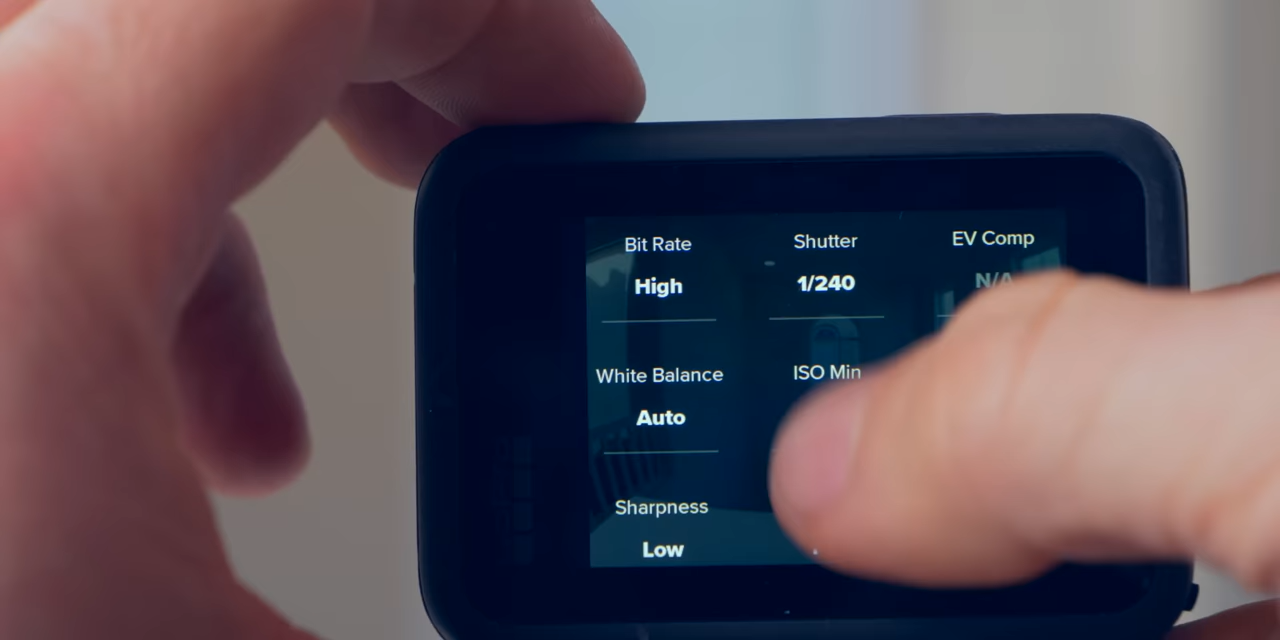 Bit Rate
Shutter
EV Comp
High
1/240
N/A
White Balance
ISO Min
Auto
Sharpness
Low